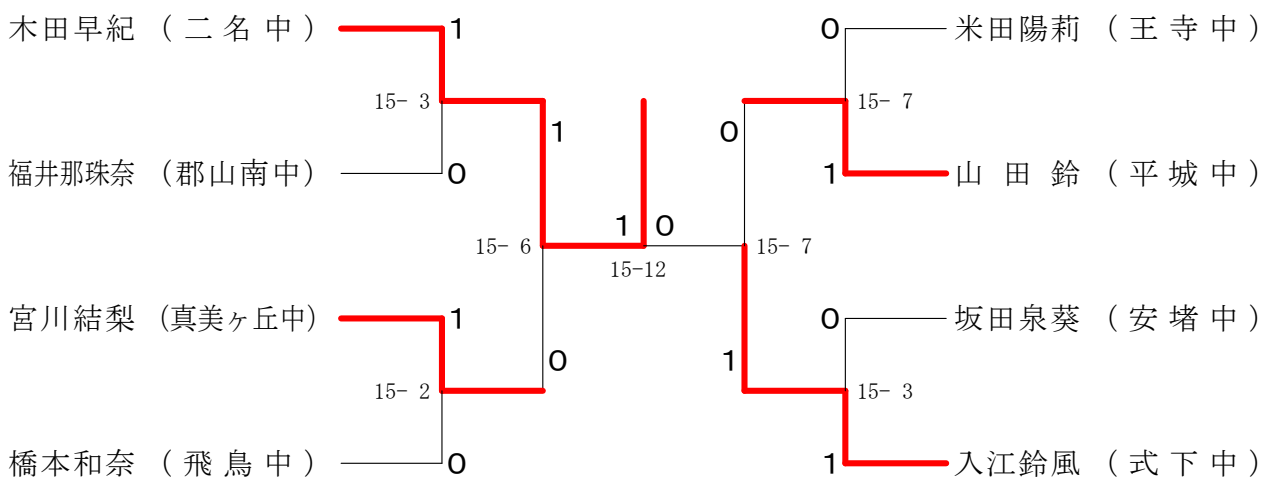 木田早紀 (二名中) 1 0 米田陽莉 (王寺中)
15- 3 15- 7
1 0
福井那珠奈 (郡山南中) 0 1 山田鈴 (平城中)
1 0
15- 6 15- 7
15-12
宮川結梨 (真美ヶ丘中) 1 0 坂田泉葵 (安堵中)
0 1
15- 2 15- 3
橋本和奈 (飛鳥中) 0 1 入江鈴風 (式下中)